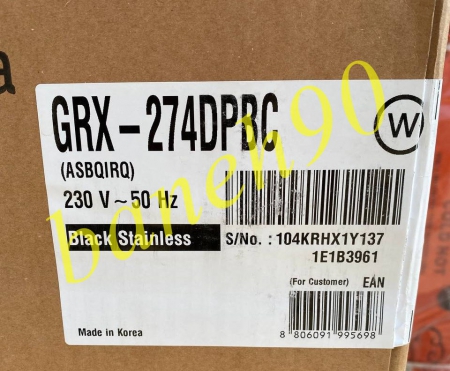 a
GRX-274DPBC
W
(ASBQIRQ)
230 V ~ 50 Hz
Black Stainless
S/No. : 104KRHX1Y137
1E1B3961
(For Customer) EAN
Made in Korea
8 806091 995698
baneh90